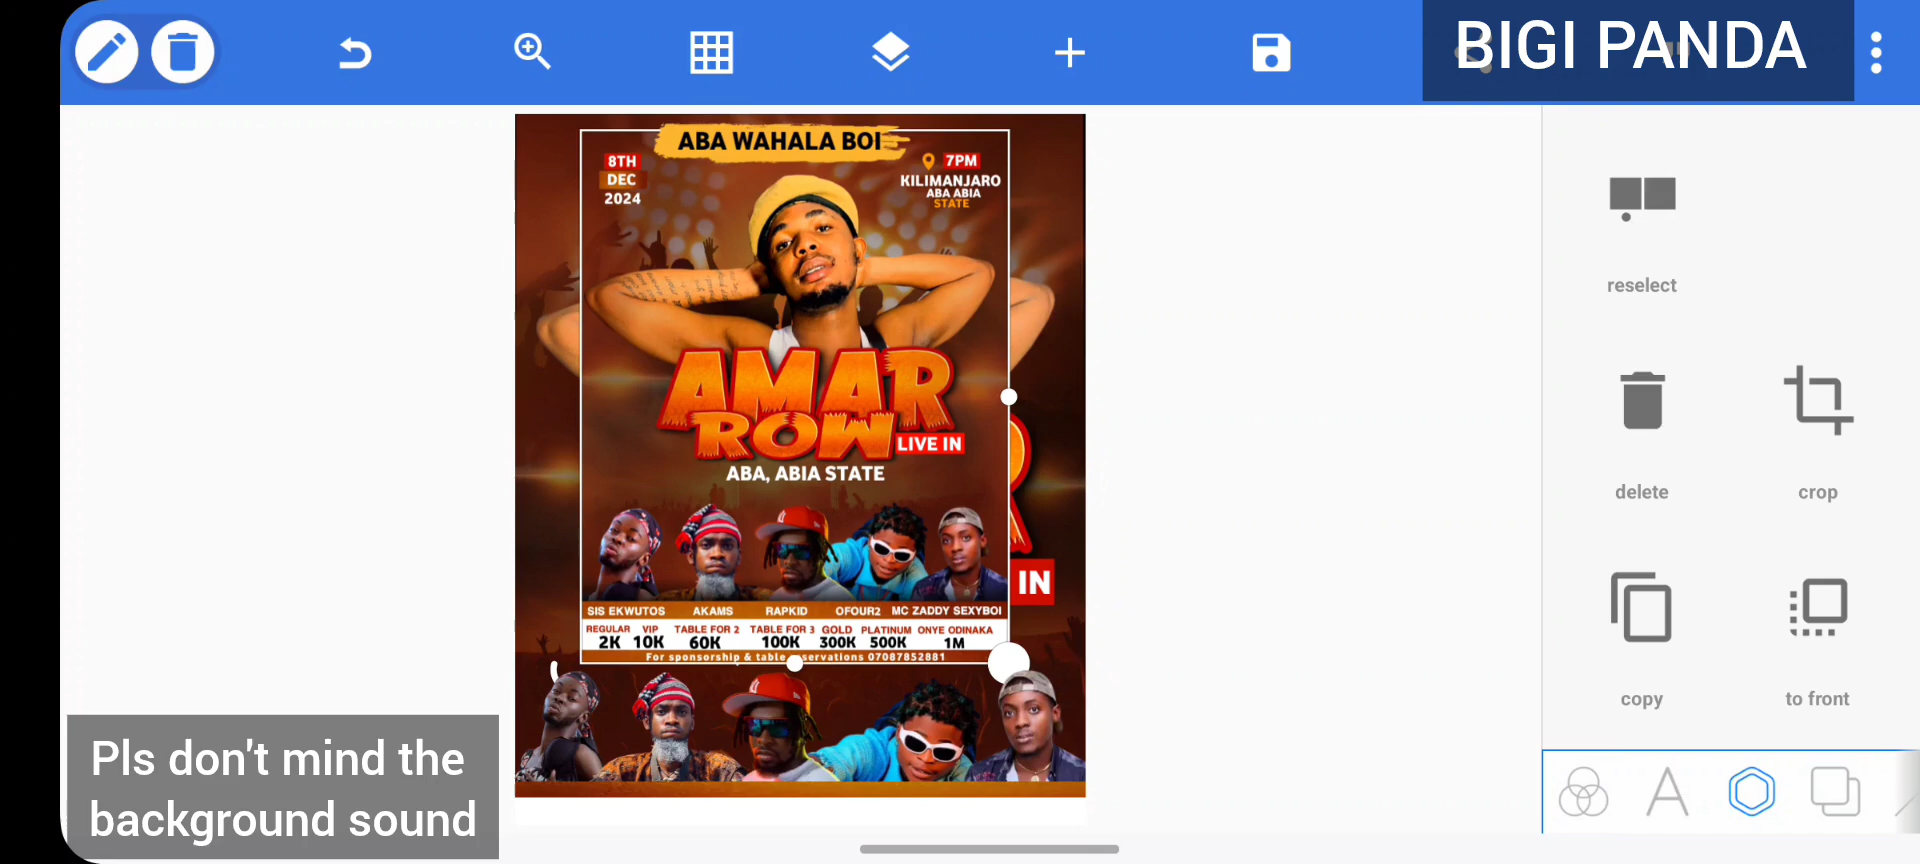 BIGI PANDA
ABA WAHALA BOI
8TH
DEC
2024
7PM
KILIMANJARO
ABA ABIA
STATE
AMAR
ROW
LIVE IN
ABA, ABIA STATE
IN
SIS EKWUTOS AKAMS RAPKID OFOUR2 MC ZADDY SEXYBOI
REGULAR VIP TABLE FOR 2 TABLE FOR 3 GOLD PLATINUM ONYE ODINAKA
2K 10K 60K 100K 300K 500K 1M
For sponsorship & table servations 07087852881
reselect
delete crop
copy to front
Pls don't mind the
background sound